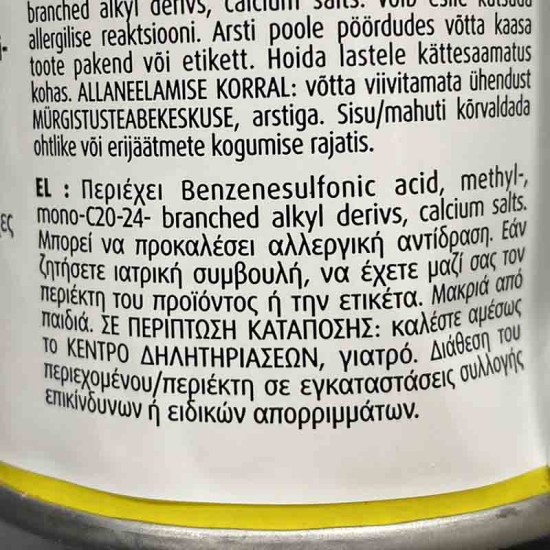 branched alkyl derivs, calcium salts. Võib esile kutsuda
allergilise reaktsiooni. Arsti poole pöördudes võtta kaasa
toote pakend või etikett. Hoida lastele kättesaamatus
kohas. ALLANEELAMISE KORRAL: võtta viivitamata ühendust
MÜRGISTUSTEABEKESKUSE, arstiga. Sisu/mahuti kõrvaldada
ohtlike või erijäätmete kogumise rajatis.
EL : Περιέχει Benzenesulfonic acid, methyl-,
mono-C20-24- branched alkyl derivs, calcium salts.
Μπορεί να προκαλέσει αλλεργική αντίδραση. Εάν
ζητήσετε ιατρική συμβουλή, να έχετε μαζί σας τον
περιέκτη του προϊόντος ή την ετικέτα. Μακριά από
παιδιά. ΣΕ ΠΕΡΙΠΤΩΣΗ ΚΑΤΑΠΟΣΗΣ: καλέστε αμέσως
το ΚΕΝΤΡΟ ΔΗΛΗΤΗΡΙΑΣΕΩΝ, γιατρό. Διάθεση του
περιεχομένου/περιέκτη σε εγκαταστάσεις συλλογής
επικίνδυνων ή ειδικών απορριμμάτων.